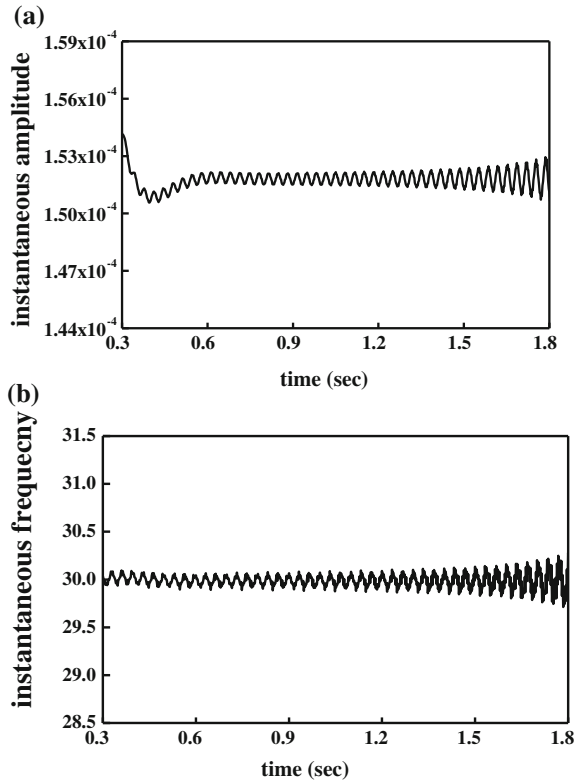 (a)
instantaneous amplitude
1.59x10⁻⁴
1.56x10⁻⁴
1.53x10⁻⁴
1.50x10⁻⁴
1.47x10⁻⁴
1.44x10⁻⁴
0.3 0.6 0.9 1.2 1.5 1.8
time (sec)
(b)
instantaneous frequecny
31.5
31.0
30.5
30.0
29.5
29.0
28.5
0.3 0.6 0.9 1.2 1.5 1.8
time (sec)